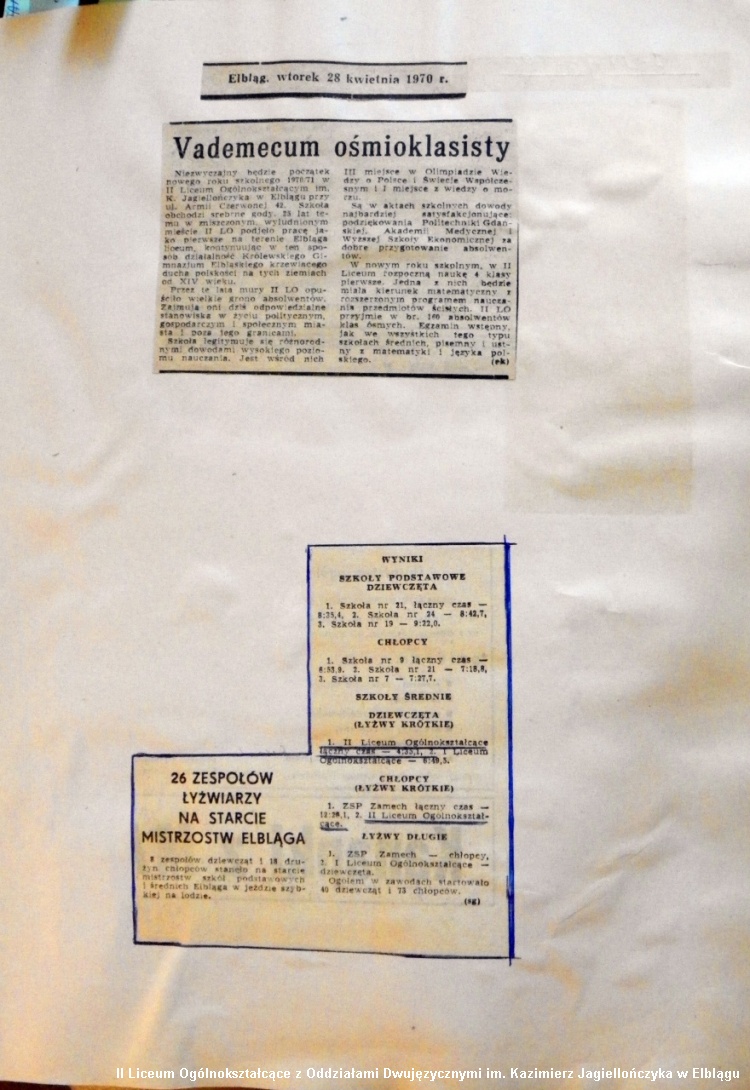 Elbląg, wtorek 28 kwietnia 1970 r.
Vademecum ośmioklasisty
Niezwyczajny będzie początek
nowego roku szkolnego 1970/71 w
II Liceum Ogólnokształcącym im.
K. Jagiellończyka w Elblągu przy
ul. Armii Czerwonej 42. Szkoła
obchodzi srebrne gody. 25 lat te-
mu w zniszczonym, wyludnionym
mieście II LO podjęło pracę ja-
ko pierwsze na terenie Elbląga
liceum, kontynuując w ten spo-
sób działalność Królewskiego Gi-
mnazjum Elbląskiego krzewiącego
ducha polskości na tych ziemiach
od XIV wieku.
Przez te lata mury II LO opu-
ściło wielkie grono absolwentów.
Zajmują oni dziś odpowiedzialne
stanowiska w życiu politycznym,
gospodarczym i społecznym mia-
sta i poza jego granicami.
Szkoła legitymuje się różnorod-
nymi dowodami wysokiego pozio-
mu nauczania. Jest wśród nich
III miejsce w Olimpiadzie Wie-
dzy o Polsce i Świecie Współcze-
snym i I miejsce z wiedzy o mo-
rzu.
Są w aktach szkolnych dowody
najbardziej satysfakcjonujące:
podziękowania Politechniki Gdań-
skiej, Akademii Medycznej i
Wyższej Szkoły Ekonomicznej za
dobre przygotowanie absolwen-
tów.
W nowym roku szkolnym, w II
Liceum rozpoczną naukę 4 klasy
pierwsze. Jedna z nich będzie
miała kierunek matematyczny z
rozszerzonym programem naucza-
nia przedmiotów ścisłych. II LO
przyjmie w br. 160 absolwentów
klas ósmych. Egzamin wstępny,
jak we wszystkich tego typu
szkołach średnich, pisemny i ust-
ny z matematyki i języka pol-
skiego. (ek)
26 ZESPOŁÓW
ŁYŻWIARZY
NA STARCIE
MISTRZOSTW ELBLĄGA
8 zespołów dziewcząt i 18 dru-
żyn chłopców stanęło na starcie
mistrzostw szkół podstawowych
i średnich Elbląga w jeździe szyb-
kiej na lodzie.
WYNIKI
SZKOŁY PODSTAWOWE
DZIEWCZĘTA
1. Szkoła nr 21, łączny czas —
8:25,4, 2. Szkoła nr 24 — 8:42,7,
3. Szkoła nr 19 — 9:22,0.
CHŁOPCY
1. Szkoła nr 9 łączny czas —
6:53,9. 2. Szkoła nr 21 — 7:18,8,
3. Szkoła nr 7 — 7:27,7.
SZKOŁY ŚREDNIE
DZIEWCZĘTA
(ŁYŻWY KRÓTKIE)
1. II Liceum Ogólnokształcące
łączny czas — 4:35,1, 2. I Liceum
Ogólnokształcące — 6:49,5.
CHŁOPCY
(ŁYŻWY KRÓTKIE)
1. ZSP Zamech łączny czas —
12:26,1, 2. II Liceum Ogólnokształ-
cące.
ŁYŻWY DŁUGIE
1. ZSP Zamech — chłopcy,
I Liceum Ogólnokształcące —
dziewczęta.
Ogółem w zawodach startowało
40 dziewcząt i 73 chłopców.
(sg)
II Liceum Ogólnokształcące z Oddziałami Dwujęzycznymi im. Kazimierz Jagiellończyka w Elblągu